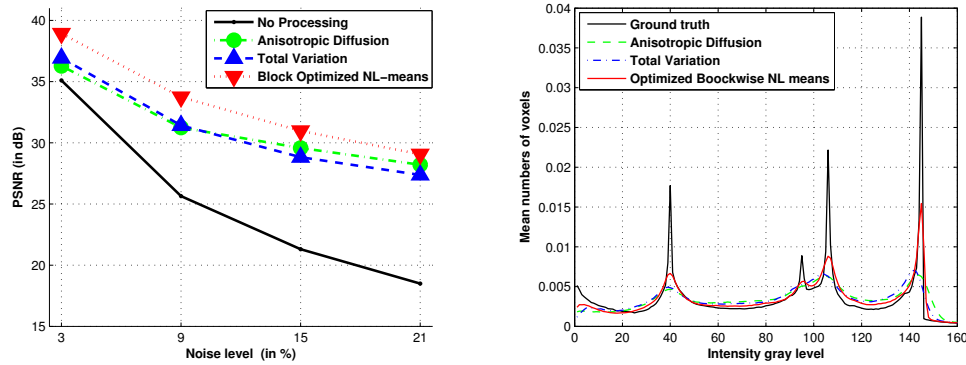 No Processing
Anisotropic Diffusion
Total Variation
Block Optimized NL−means
40
35
30
25
20
15
PSNR (in dB)
3 9 15 21
Noise level (in %)
Ground truth
Anisotropic Diffusion
Total Variation
Optimized Boockwise NL means
0.04
0.035
0.03
0.025
0.02
0.015
0.01
0.005
0
Mean numbers of voxels
0 20 40 60 80 100 120 140 160
Intensity gray level